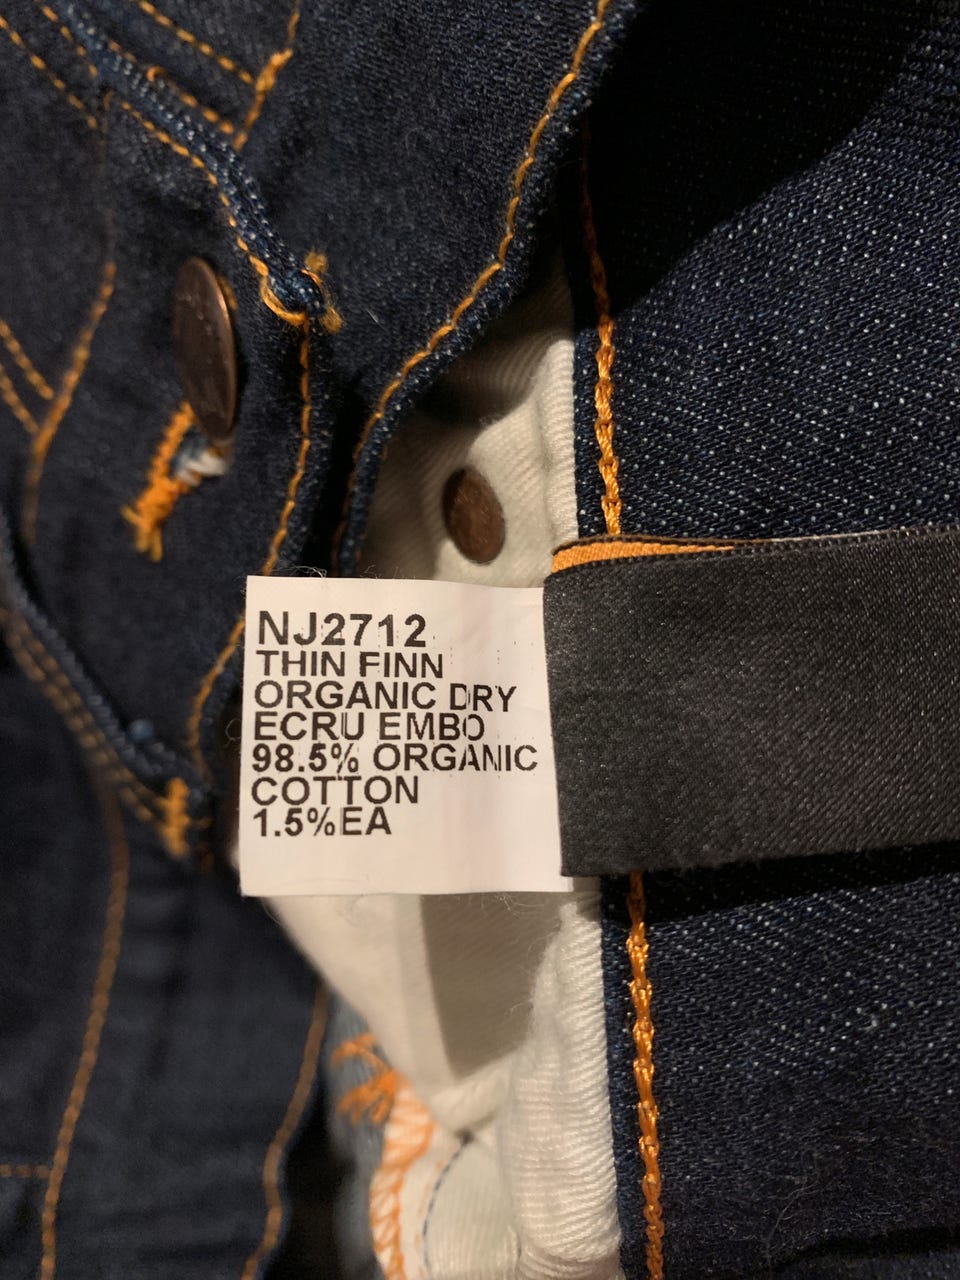 NJ2712
THIN FINN
ORGANIC DRY
ECRU EMBO
98.5% ORGANIC
COTTON
1.5%EA